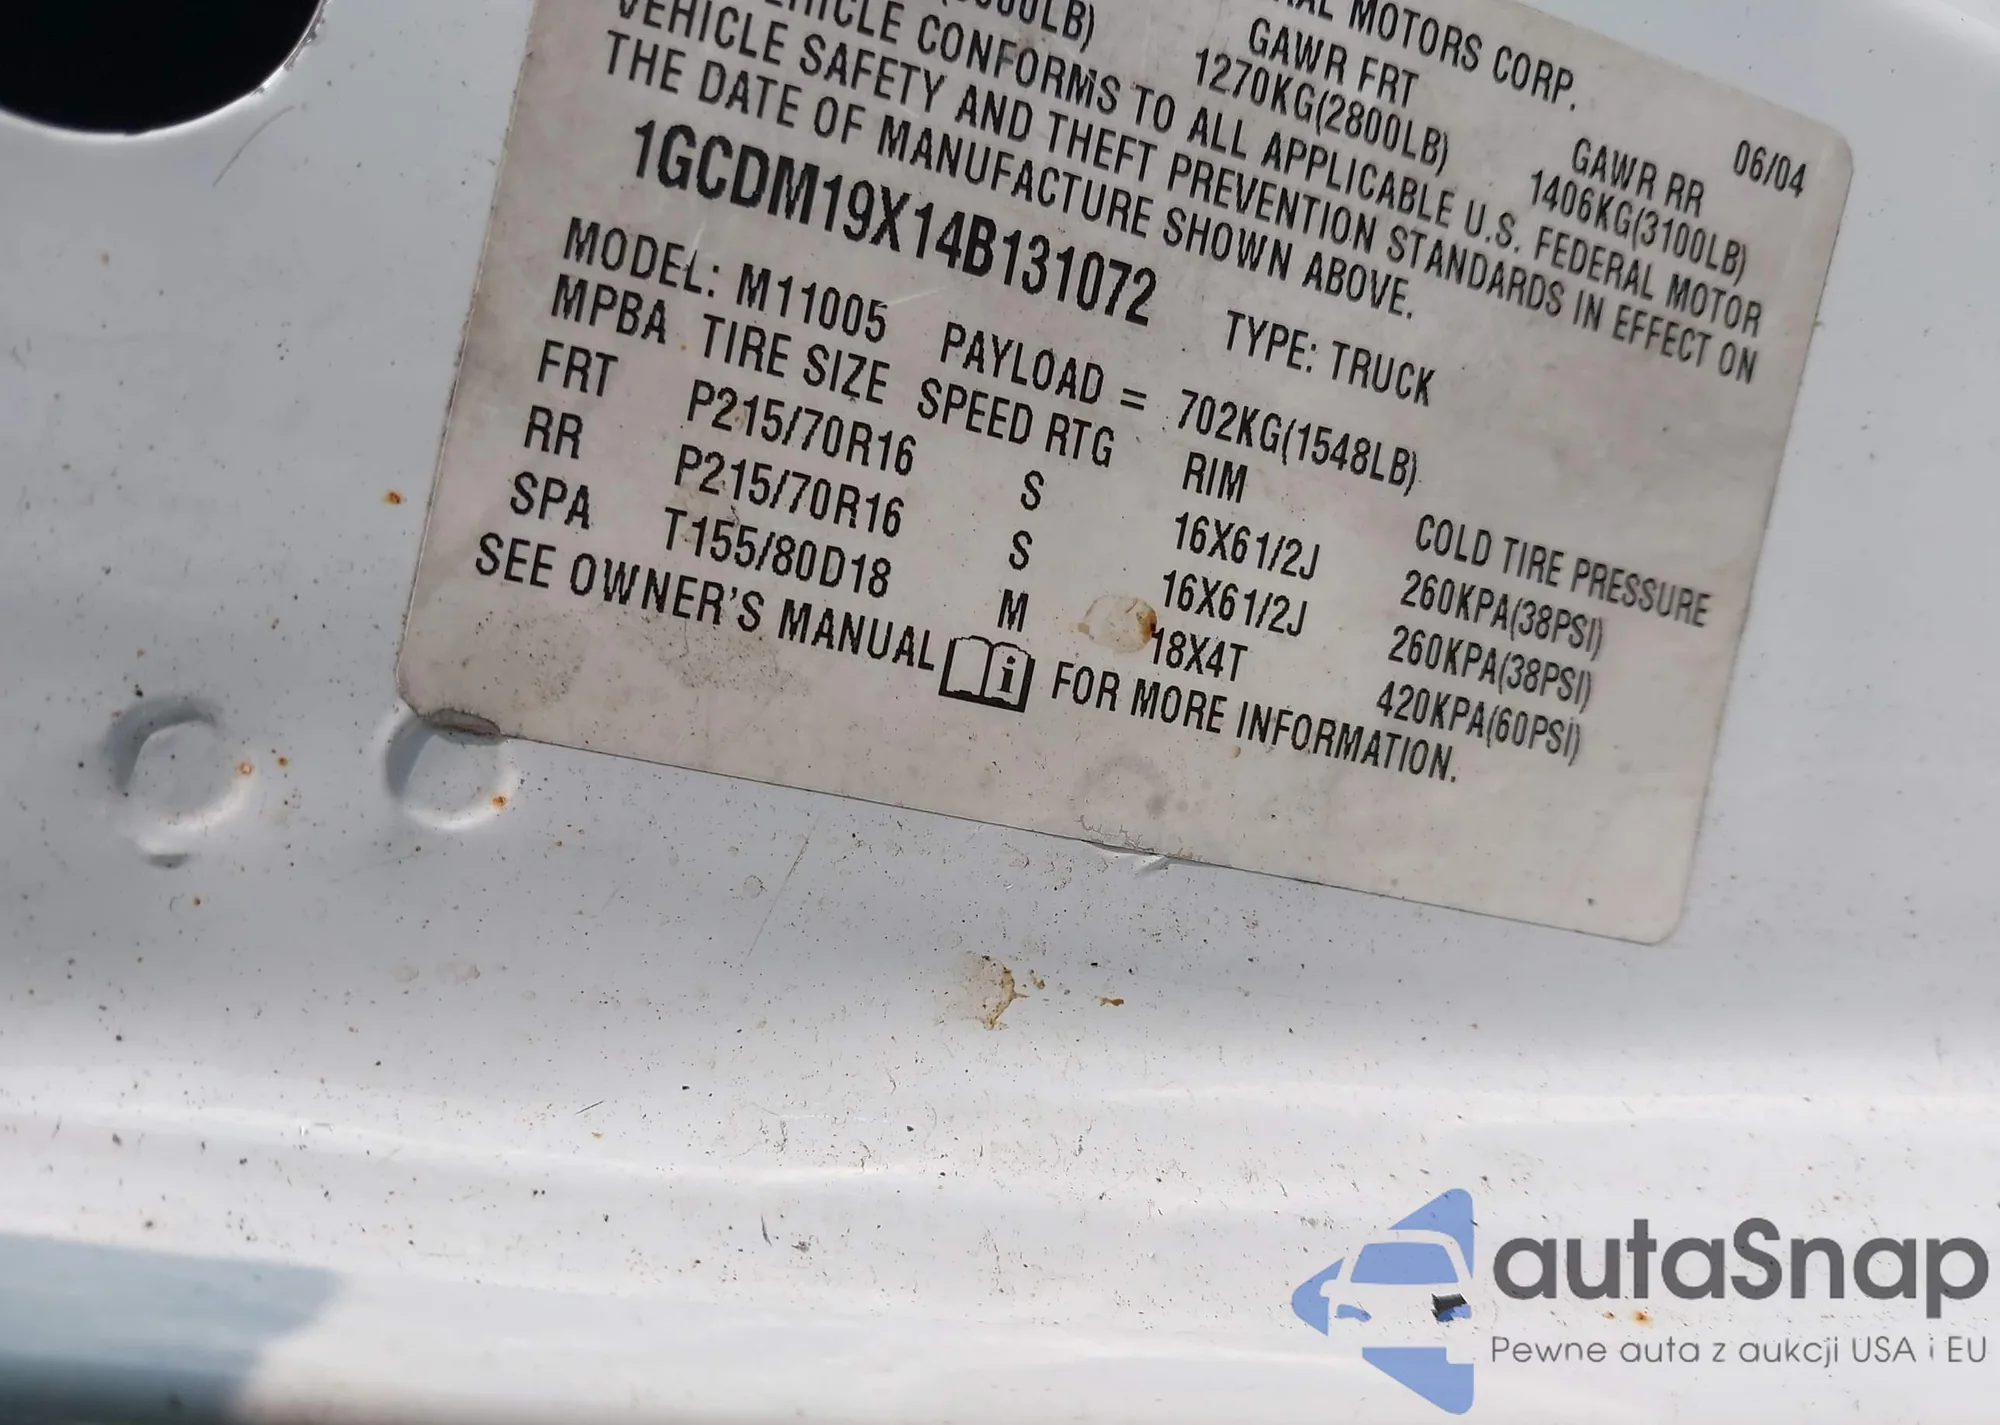 RAL MOTORS CORP.
06/04
GAWR FRT
GAWR RR
1270KG(2800LB)
1406KG(3100LB)
CONFORMS TO ALL APPLICABLE U.S. FEDERAL MOTOR
VEHICLE SAFETY AND THEFT PREVENTION STANDARDS IN EFFECT ON
THE DATE OF MANUFACTURE SHOWN ABOVE.
1GCDM19X14B131072 TYPE: TRUCK
MODEL: M11005 PAYLOAD = 702KG(1548LB)
MPBA TIRE SIZE SPEED RTG RIM COLD TIRE PRESSURE
FRT P215/70R16 S 16X61/2J 260KPA(38PSI)
RR P215/70R16 S 16X61/2J 260KPA(38PSI)
SPA T155/80D18 M 18X4T 420KPA(60PSI)
SEE OWNER'S MANUAL i FOR MORE INFORMATION.
autaSnap
Pewne auta z aukcji USA i EU